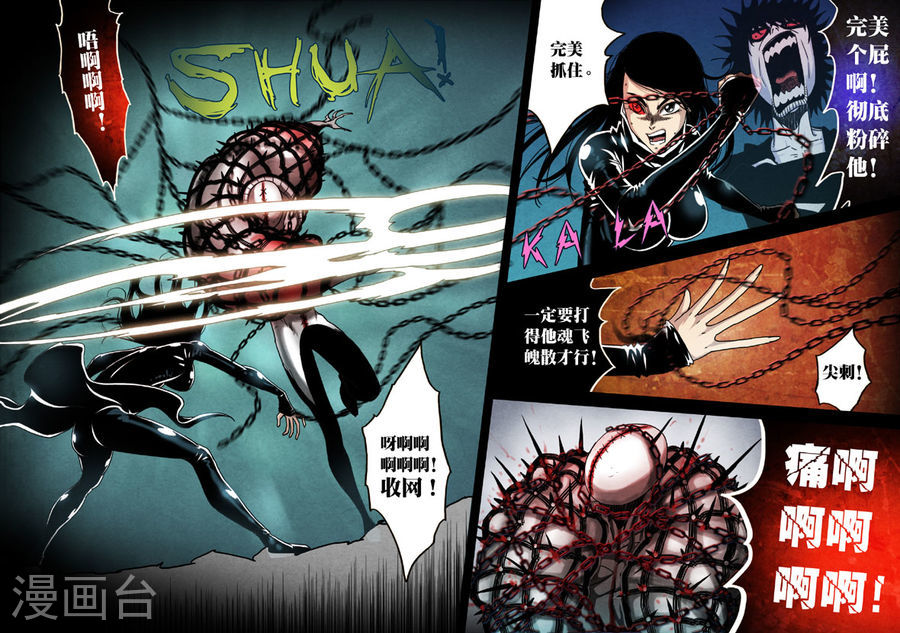 唔
啊
啊
啊！
SHUA!
呀啊啊
啊啊啊！
收网！
完美
抓住。
完美
个屁
啊！
彻底
粉碎
他！
KALA
一定要打
得他魂飞
魄散才行！
尖刺！
痛啊
啊啊
啊啊！
漫画台